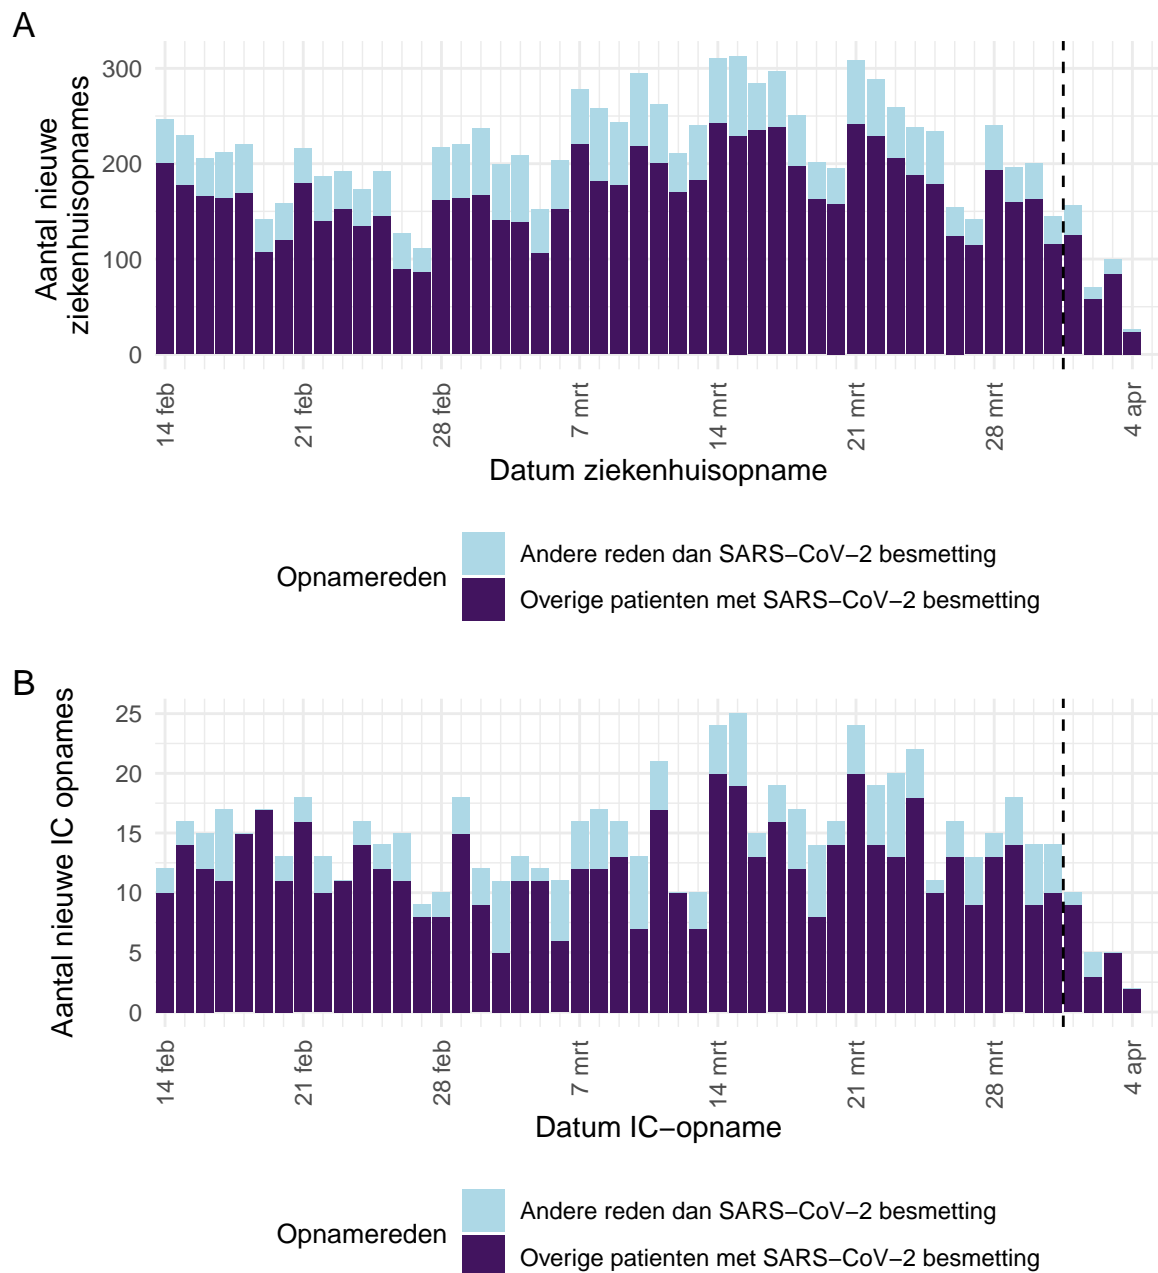 A
Aantal nieuwe
ziekenhuisopnames
300
200
100
0
14 feb
21 feb
28 feb
7 mrt
14 mrt
21 mrt
28 mrt
4 apr
Datum ziekenhuisopname
Opnamereden
Andere reden dan SARS−CoV−2 besmetting
Overige patienten met SARS−CoV−2 besmetting
B
Aantal nieuwe IC opnames
25
20
15
10
5
0
14 feb
21 feb
28 feb
7 mrt
14 mrt
21 mrt
28 mrt
4 apr
Datum IC−opname
Opnamereden
Andere reden dan SARS−CoV−2 besmetting
Overige patienten met SARS−CoV−2 besmetting